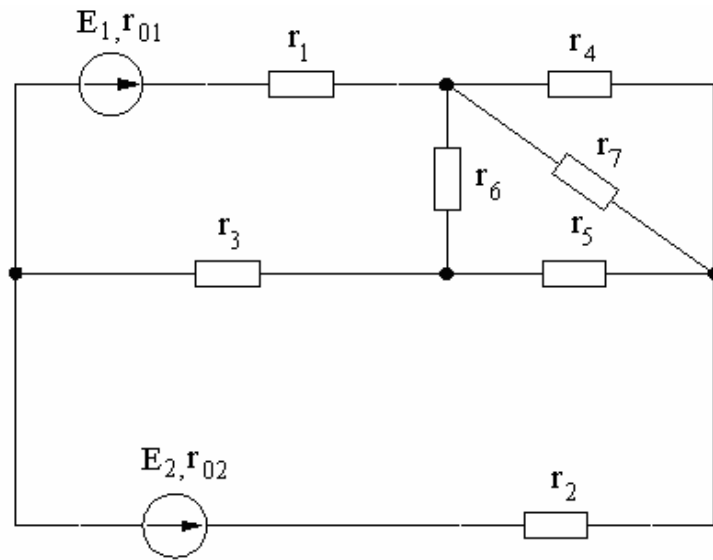 E₁,r₀₁
r₁
r₄
r₇
r₆
r₃
r₅
E₂,r₀₂
r₂